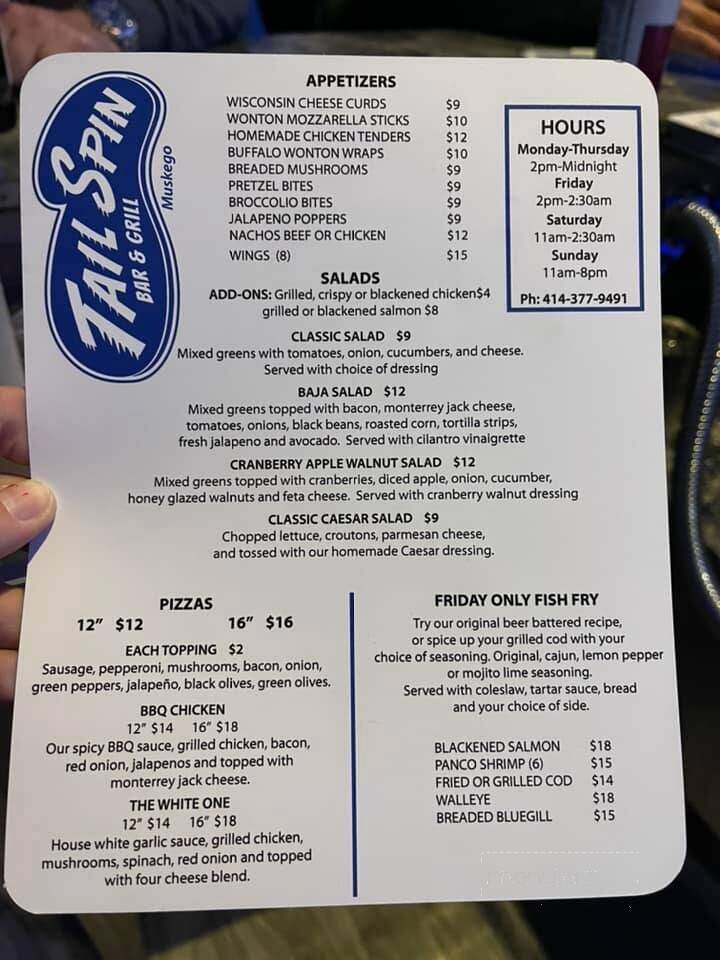 TAIL SPIN
BAR & GRILL
Muskego
APPETIZERS
WISCONSIN CHEESE CURDS $9
WONTON MOZZARELLA STICKS $10
HOMEMADE CHICKEN TENDERS $12
BUFFALO WONTON WRAPS $10
BREADED MUSHROOMS $9
PRETZEL BITES $9
BROCCOLIO BITES $9
JALAPENO POPPERS $9
NACHOS BEEF OR CHICKEN $12
WINGS (8) $15
HOURS
Monday-Thursday
2pm-Midnight
Friday
2pm-2:30am
Saturday
11am-2:30am
Sunday
11am-8pm
Ph: 414-377-9491
SALADS
ADD-ONS: Grilled, crispy or blackened chicken$4
grilled or blackened salmon $8
CLASSIC SALAD $9
Mixed greens with tomatoes, onion, cucumbers, and cheese.
Served with choice of dressing
BAJA SALAD $12
Mixed greens topped with bacon, monterrey jack cheese,
tomatoes, onions, black beans, roasted corn, tortilla strips,
fresh jalapeno and avocado. Served with cilantro vinaigrette
CRANBERRY APPLE WALNUT SALAD $12
Mixed greens topped with cranberries, diced apple, onion, cucumber,
honey glazed walnuts and feta cheese. Served with cranberry walnut dressing
CLASSIC CAESAR SALAD $9
Chopped lettuce, croutons, parmesan cheese,
and tossed with our homemade Caesar dressing.
PIZZAS
12" $12 16" $16
EACH TOPPING $2
Sausage, pepperoni, mushrooms, bacon, onion,
green peppers, jalapeño, black olives, green olives.
BBQ CHICKEN
12" $14 16" $18
Our spicy BBQ sauce, grilled chicken, bacon,
red onion, jalapenos and topped with
monterrey jack cheese.
THE WHITE ONE
12" $14 16" $18
House white garlic sauce, grilled chicken,
mushrooms, spinach, red onion and topped
with four cheese blend.
FRIDAY ONLY FISH FRY
Try our original beer battered recipe,
or spice up your grilled cod with your
choice of seasoning. Original, cajun, lemon pepper
or mojito lime seasoning.
Served with coleslaw, tartar sauce, bread
and your choice of side.
BLACKENED SALMON $18
PANCO SHRIMP (6) $15
FRIED OR GRILLED COD $14
WALLEYE $18
BREADED BLUEGILL $15